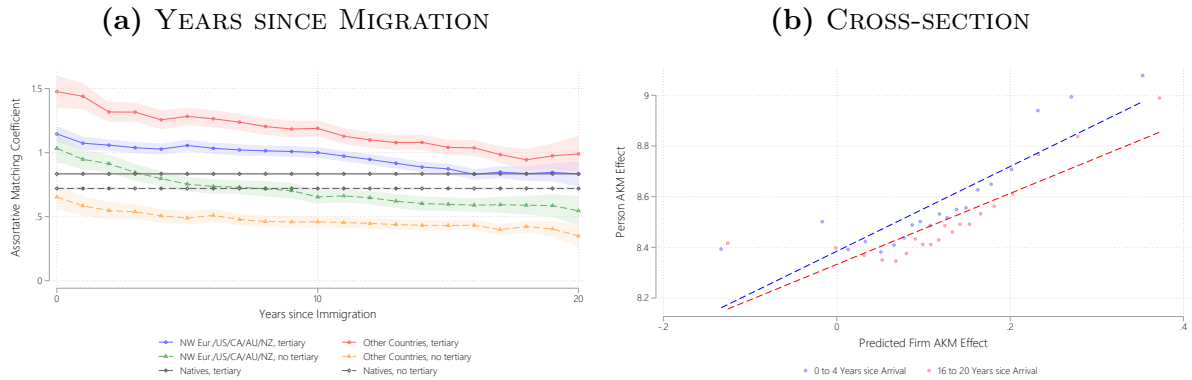 (a) Years since Migration
(b) Cross-section
Assortative Matching Coefficient
1.5
1
.5
0
0
10
20
Years since Immigration
NW Eur./US/CA/AU/NZ, tertiary
Other Countries, tertiary
NW Eur./US/CA/AU/NZ, no tertiary
Other Countries, no tertiary
Natives, tertiary
Natives, no tertiary
Person AKM Effect
9
8.8
8.6
8.4
8.2
-.2
0
.2
.4
Predicted Firm AKM Effect
0 to 4 Years sice Arrival
16 to 20 Years sice Arrival